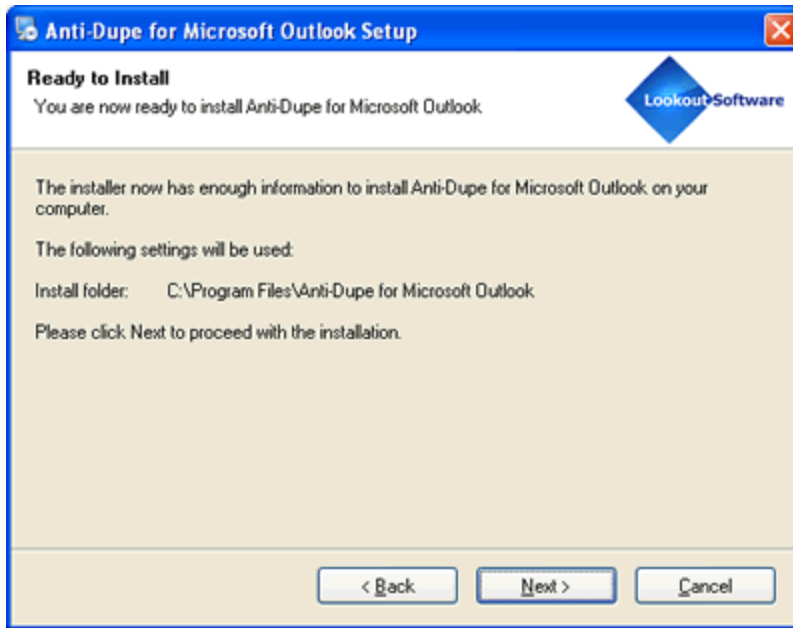 Anti-Dupe for Microsoft Outlook Setup
Ready to Install
You are now ready to install Anti-Dupe for Microsoft Outlook
Lookout Software
The installer now has enough information to install Anti-Dupe for Microsoft Outlook on your
computer.
The following settings will be used:
Install folder: C:\Program Files\Anti-Dupe for Microsoft Outlook
Please click Next to proceed with the installation.
< Back Next > Cancel